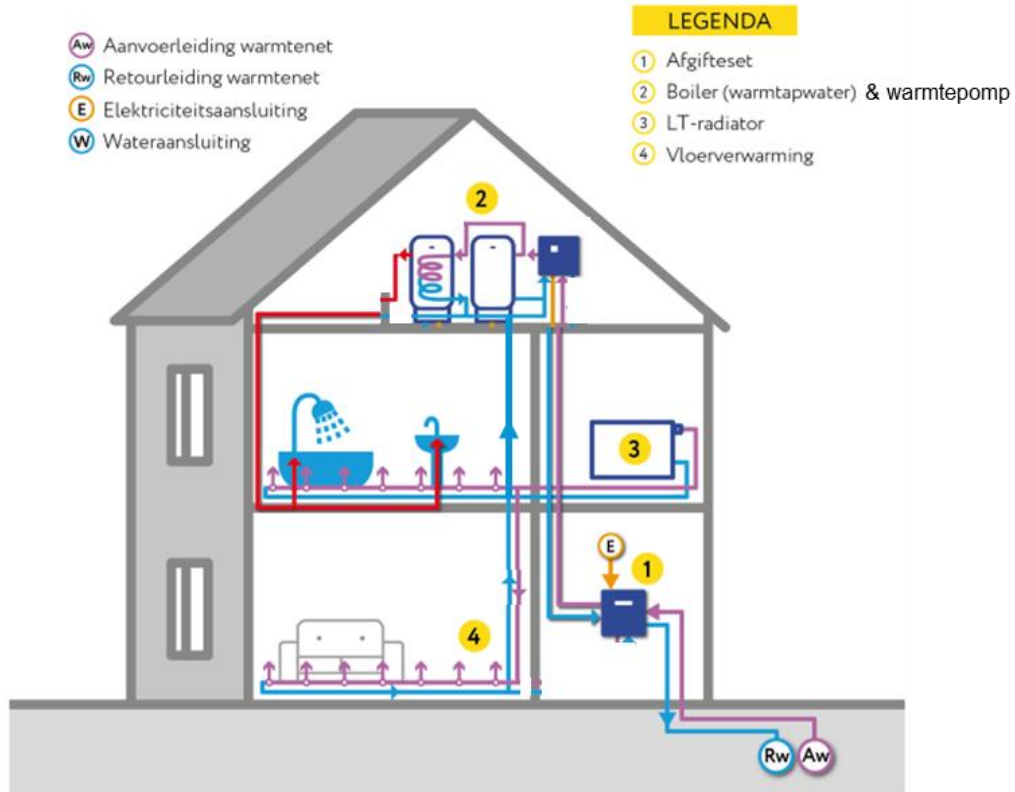 Aw Aanvoerleiding warmtenet
Rw Retourleiding warmtenet
E Elektriciteitsaansluiting
W Wateraansluiting
LEGENDA
1 Afgifteset
2 Boiler (warmtapwater) & warmtepomp
3 LT-radiator
4 Vloerverwarming
2
3
E
1
4
Rw Aw